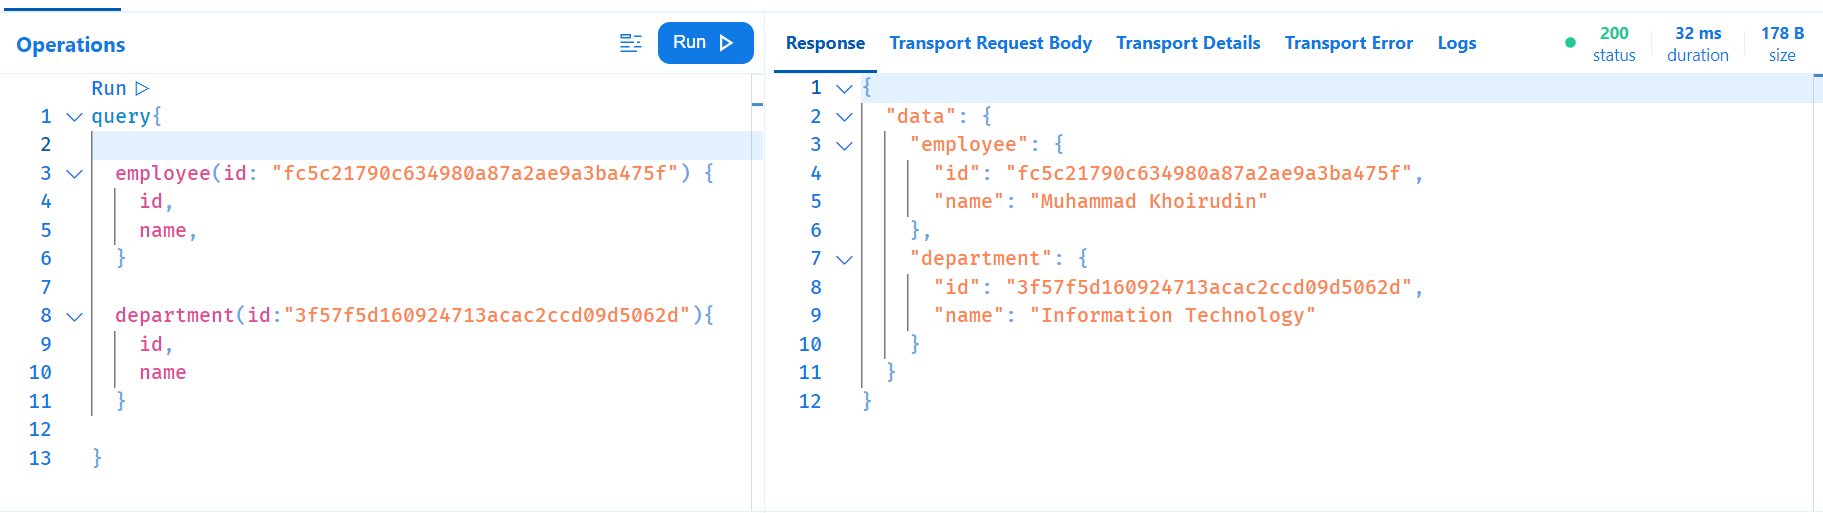 Operations
Run
Run
1 query{
2
3 employee(id: "fc5c21790c634980a87a2ae9a3ba475f") {
4 id,
5 name,
6 }
7
8 department(id:"3f57f5d160924713acac2ccd09d5062d"){
9 id,
10 name
11 }
12
13 }
Response Transport Request Body Transport Details Transport Error Logs
200 status
32 ms duration
178 B size
1 {
2 "data": {
3 "employee": {
4 "id": "fc5c21790c634980a87a2ae9a3ba475f",
5 "name": "Muhammad Khoirudin"
6 },
7 "department": {
8 "id": "3f57f5d160924713acac2ccd09d5062d",
9 "name": "Information Technology"
10 }
11 }
12 }